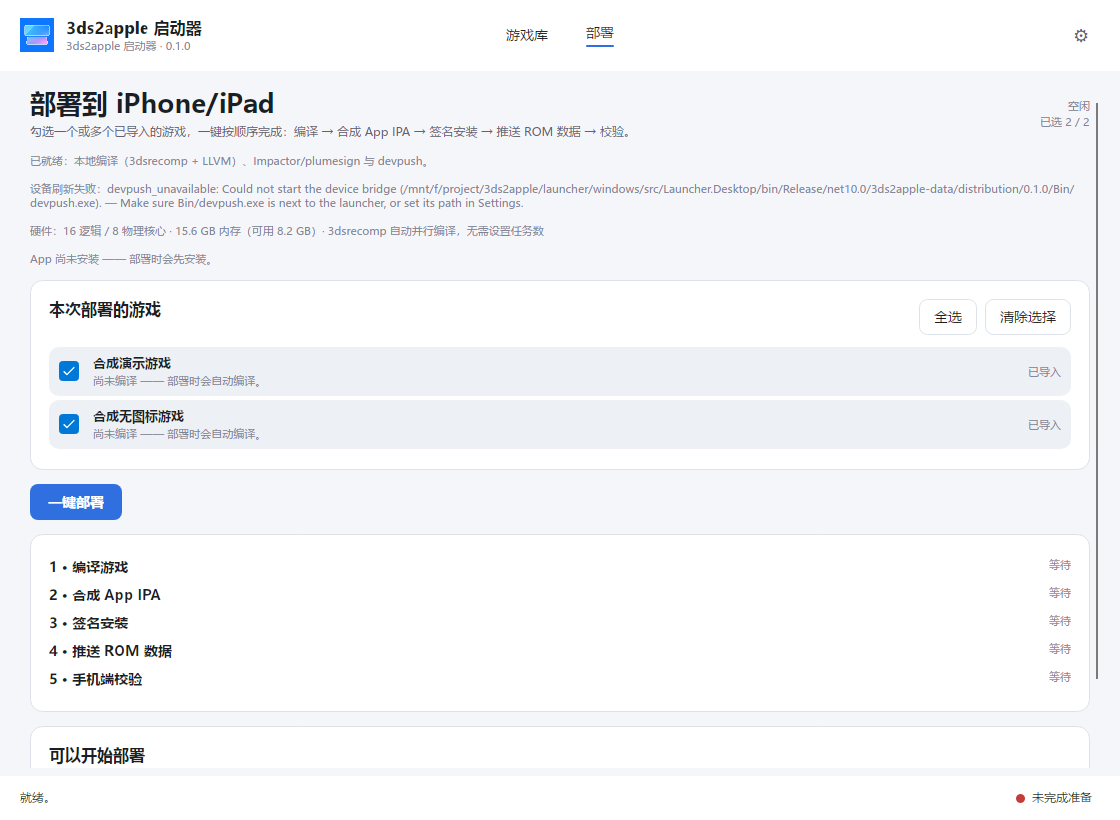 3ds2apple 启动器
3ds2apple 启动器 · 0.1.0
游戏库
部署
部署到 iPhone/iPad
勾选一个或多个已导入的游戏，一键按顺序完成：编译 → 合成 App IPA → 签名安装 → 推送 ROM 数据 → 校验。
空闲
已选 2 / 2
已就绪：本地编译（3dsrecomp + LLVM）、Impactor/plumesign 与 devpush。
设备刷新失败：devpush_unavailable: Could not start the device bridge (/mnt/f/project/3ds2apple/launcher/windows/src/Launcher.Desktop/bin/Release/net10.0/3ds2apple-data/distribution/0.1.0/Bin/
devpush.exe). — Make sure Bin/devpush.exe is next to the launcher, or set its path in Settings.
硬件：16 逻辑 / 8 物理核心 · 15.6 GB 内存（可用 8.2 GB）· 3dsrecomp 自动并行编译，无需设置任务数
App 尚未安装 —— 部署时会先安装。
本次部署的游戏
全选
清除选择
合成演示游戏
尚未编译 —— 部署时会自动编译。
已导入
合成无图标游戏
尚未编译 —— 部署时会自动编译。
已导入
一键部署
1 • 编译游戏
等待
2 • 合成 App IPA
等待
3 • 签名安装
等待
4 • 推送 ROM 数据
等待
5 • 手机端校验
等待
可以开始部署
就绪。
未完成准备